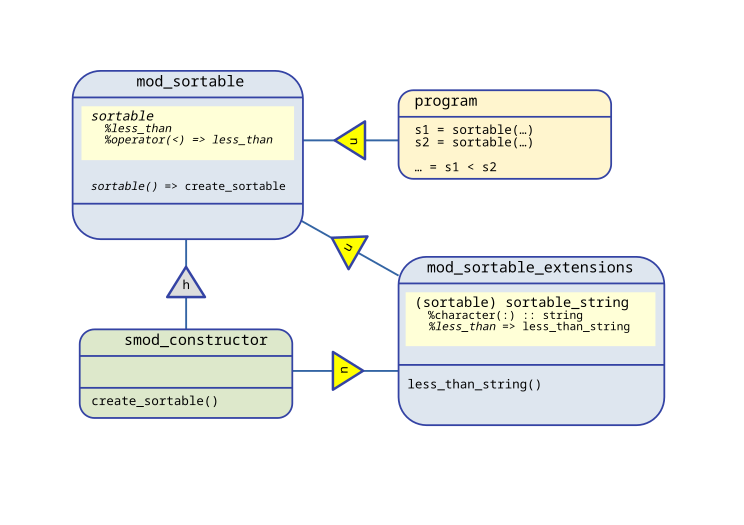 mod_sortable
sortable
%less_than
%operator(<) => less_than
sortable() => create_sortable
program
s1 = sortable(…)
s2 = sortable(…)
… = s1 < s2
u
u
h
mod_sortable_extensions
(sortable) sortable_string
%character(:) :: string
%less_than => less_than_string
less_than_string()
smod_constructor
create_sortable()
u